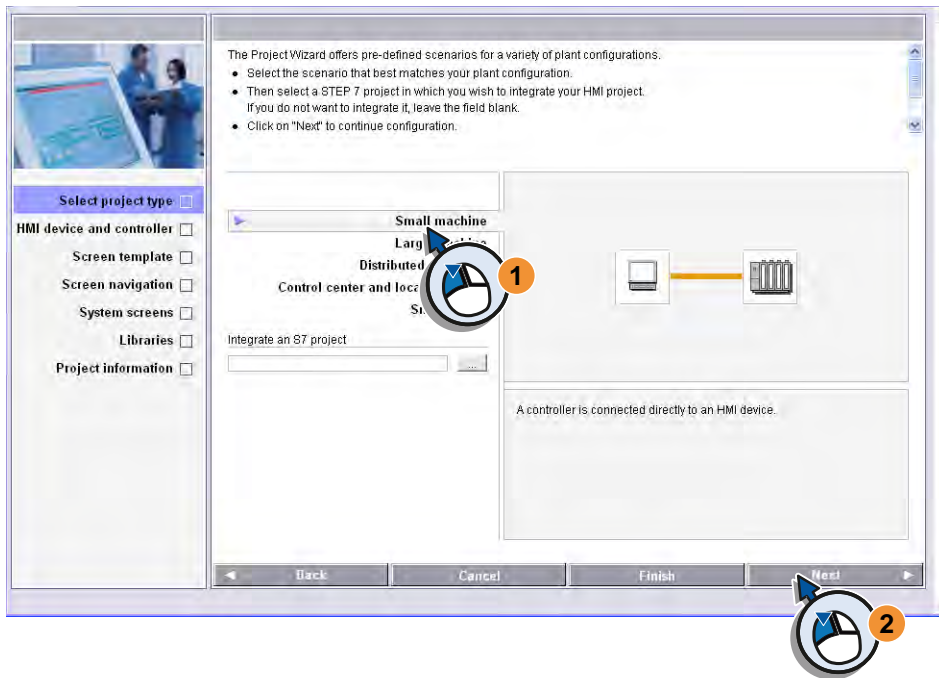 The Project Wizard offers pre-defined scenarios for a variety of plant configurations.
• Select the scenario that best matches your plant configuration.
• Then select a STEP 7 project in which you wish to integrate your HMI project.
If you do not want to integrate it, leave the field blank.
• Click on "Next" to continue configuration.
Select project type
HMI device and controller
Screen template
Screen navigation
System screens
Libraries
Project information
Small machine
Distributed
Control center and
1
Integrate an S7 project
...
A controller is connected directly to an HMI device.
Back
Cancel
Finish
Next
2